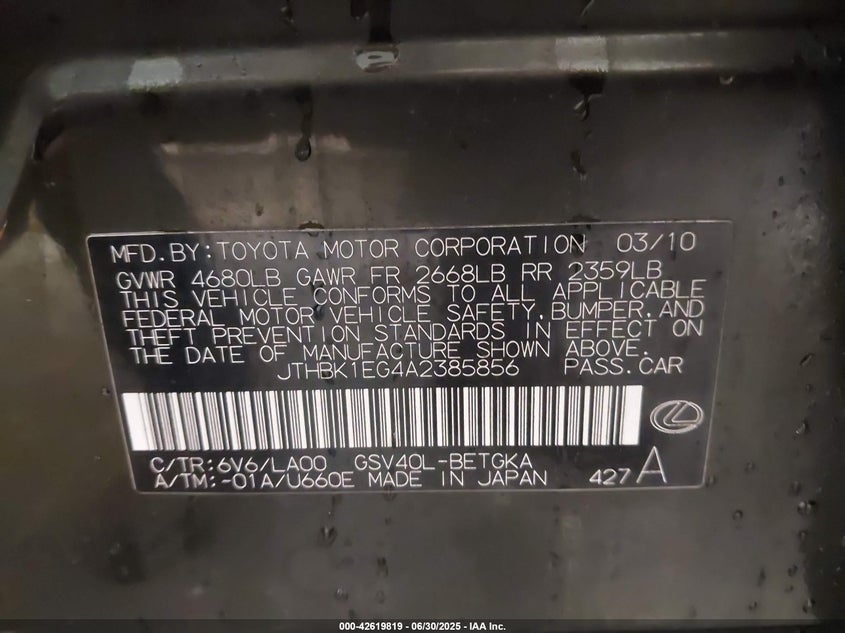 MFD.BY:TOYOTA MOTOR CORPORATION 03/10
GVWR 4680LB GAWR FR 2668LB RR 2359LB
THIS VEHICLE CONFORMS TO ALL APPLICABLE
FEDERAL MOTOR VEHICLE SAFETY,BUMPER,AND
THEFT PREVENTION STANDARDS IN EFFECT ON
THE DATE OF MANUFACTURE SHOWN ABOVE.
JTHBK1EG4A2385856 PASS.CAR
C/TR:6V6/LA00 GSV40L-BETGKA
A/TM:-01A/U660E MADE IN JAPAN 427A
000-42619819 - 06/30/2025 - IAA Inc.